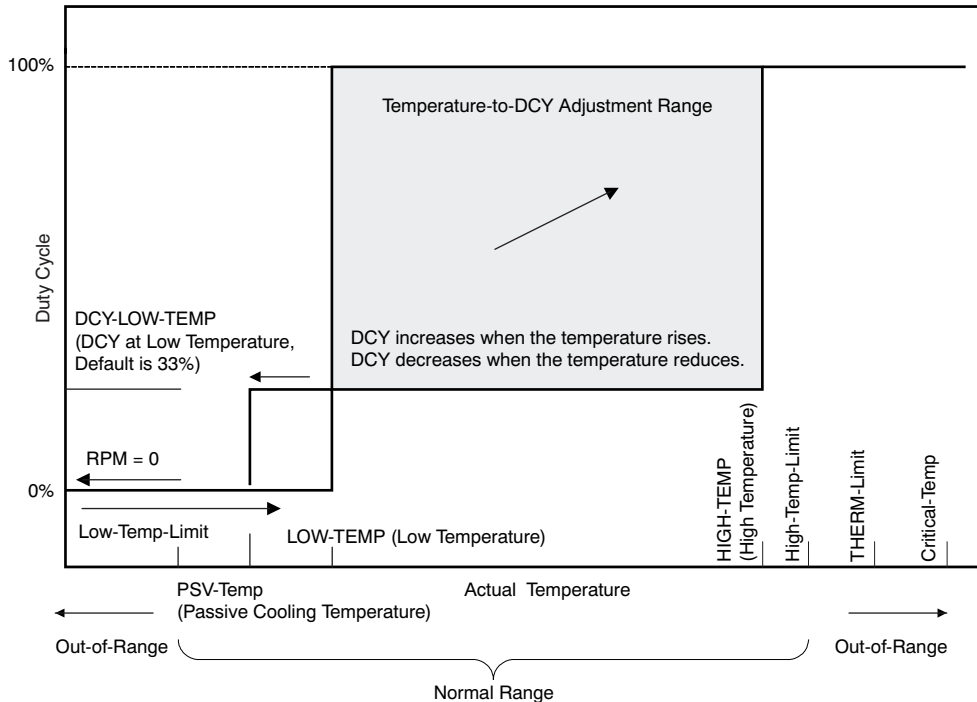 100%
Temperature-to-DCY Adjustment Range
Duty Cycle
DCY-LOW-TEMP
(DCY at Low Temperature,
Default is 33%)
DCY increases when the temperature rises.
DCY decreases when the temperature reduces.
RPM = 0
0%
Low-Temp-Limit
LOW-TEMP (Low Temperature)
HIGH-TEMP
(High Temperature)
High-Temp-Limit
THERM-Limit
Critical-Temp
PSV-Temp
(Passive Cooling Temperature)
Actual Temperature
Out-of-Range
Out-of-Range
Normal Range